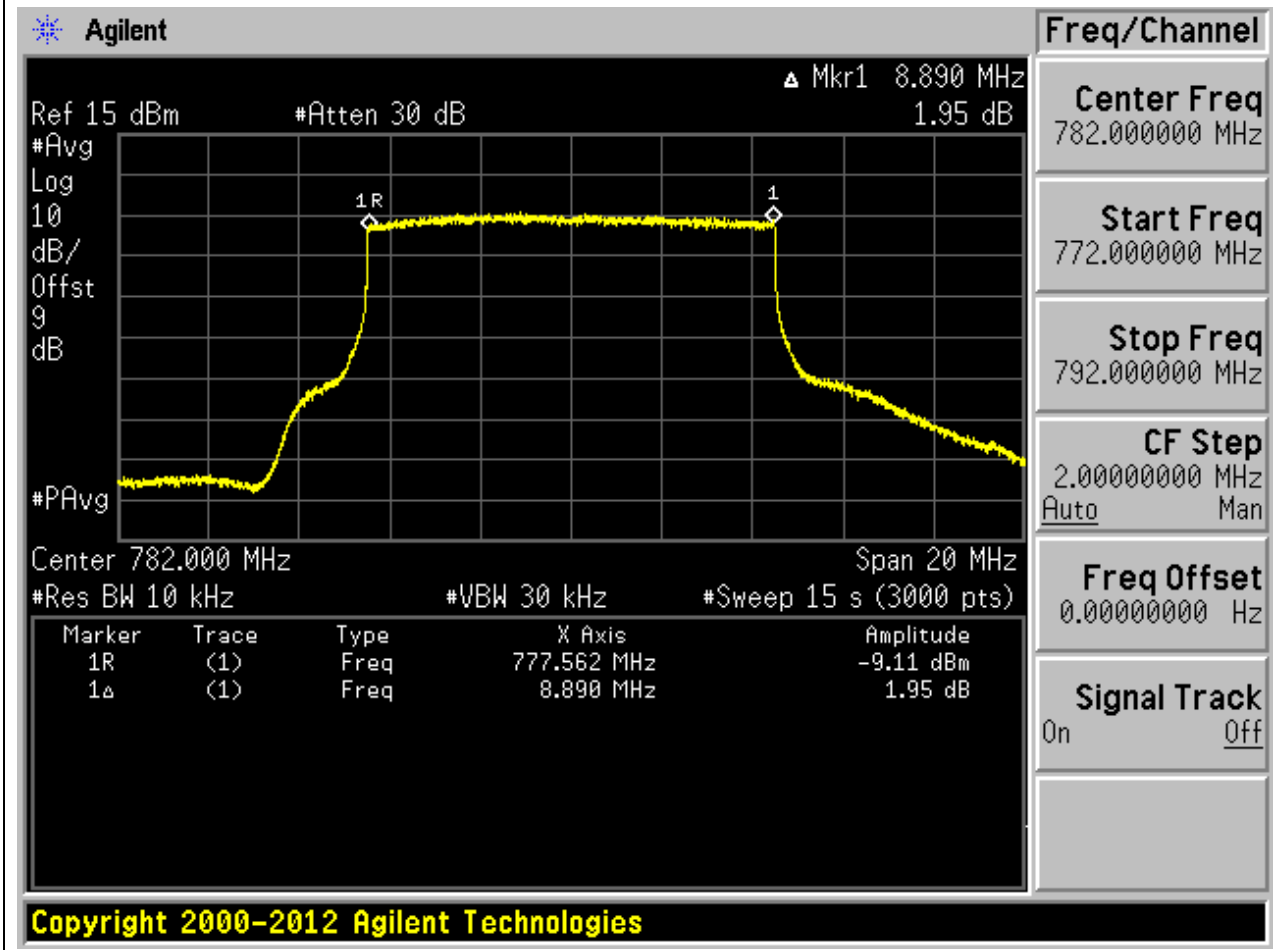 Agilent
Freq/Channel
Δ Mkr1 8.890 MHz
Ref 15 dBm #Atten 30 dB 1.95 dB
#Avg
Log
10
dB/
Offst
9
dB
#PAvg
1R
1
Center 782.000 MHz Span 20 MHz
#Res BW 10 kHz #VBW 30 kHz #Sweep 15 s (3000 pts)
Marker Trace Type X Axis Amplitude
1R (1) Freq 777.562 MHz -9.11 dBm
1Δ (1) Freq 8.890 MHz 1.95 dB
Center Freq
782.000000 MHz
Start Freq
772.000000 MHz
Stop Freq
792.000000 MHz
CF Step
2.00000000 MHz
Auto Man
Freq Offset
0.00000000 Hz
Signal Track
On Off
Copyright 2000-2012 Agilent Technologies